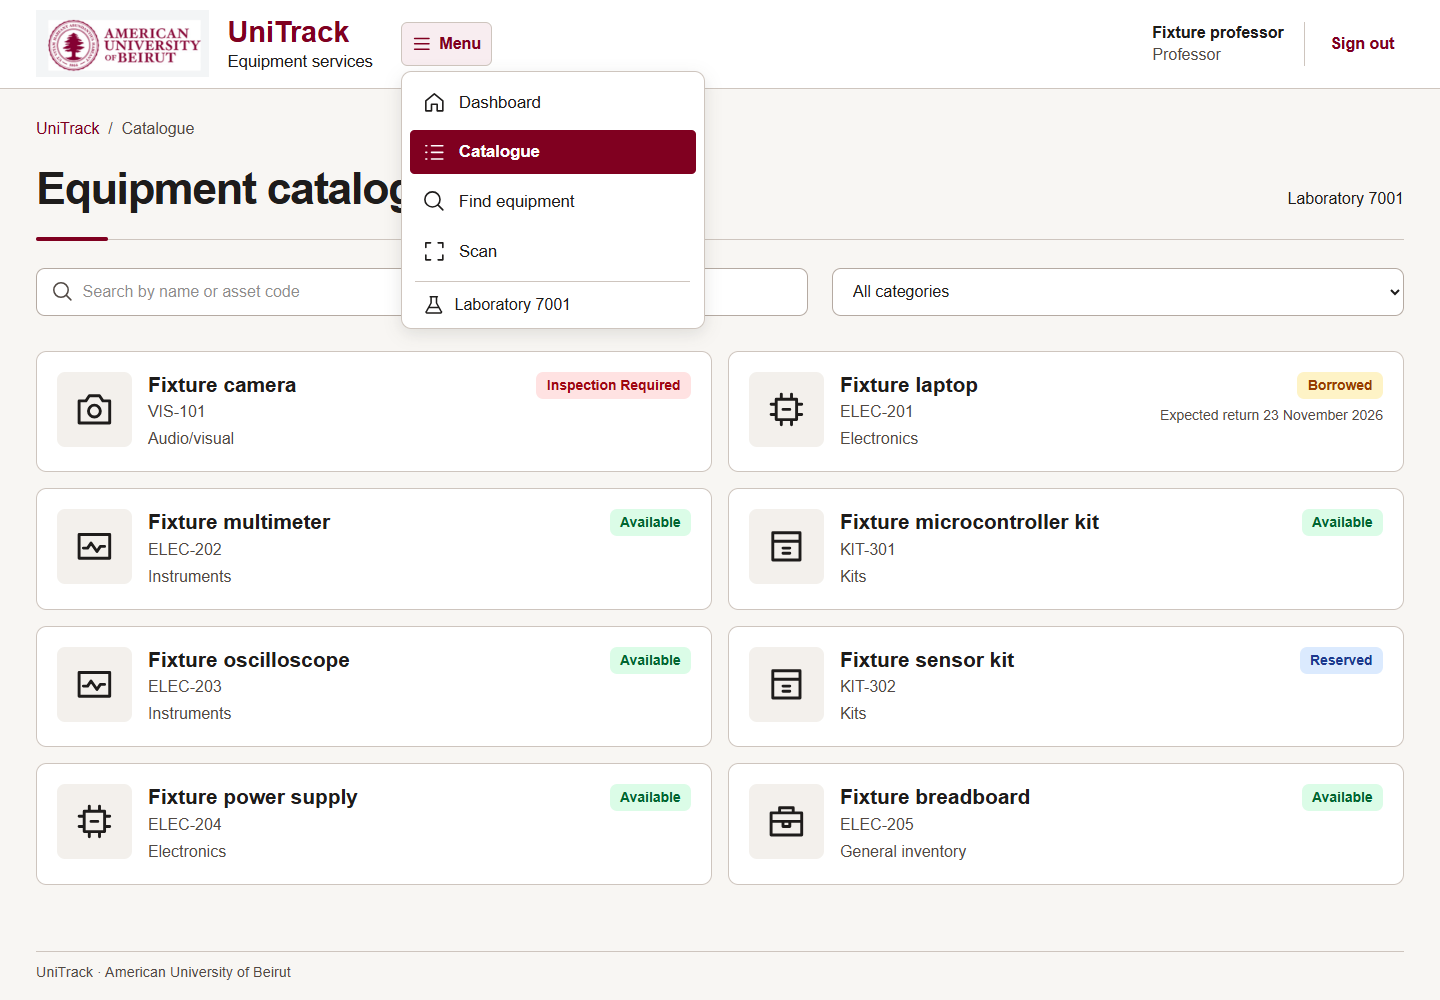 AMERICAN
UNIVERSITY
OF BEIRUT
UniTrack
Equipment services
Menu
Fixture professor
Professor
Sign out
Dashboard
Catalogue
Find equipment
Scan
Laboratory 7001
UniTrack / Catalogue
Equipment catalog
Laboratory 7001
Search by name or asset code
All categories
Fixture camera
Inspection Required
VIS-101
Audio/visual
Fixture laptop
Borrowed
ELEC-201
Expected return 23 November 2026
Electronics
Fixture multimeter
Available
ELEC-202
Instruments
Fixture microcontroller kit
Available
KIT-301
Kits
Fixture oscilloscope
Available
ELEC-203
Instruments
Fixture sensor kit
Reserved
KIT-302
Kits
Fixture power supply
Available
ELEC-204
Electronics
Fixture breadboard
Available
ELEC-205
General inventory
UniTrack · American University of Beirut